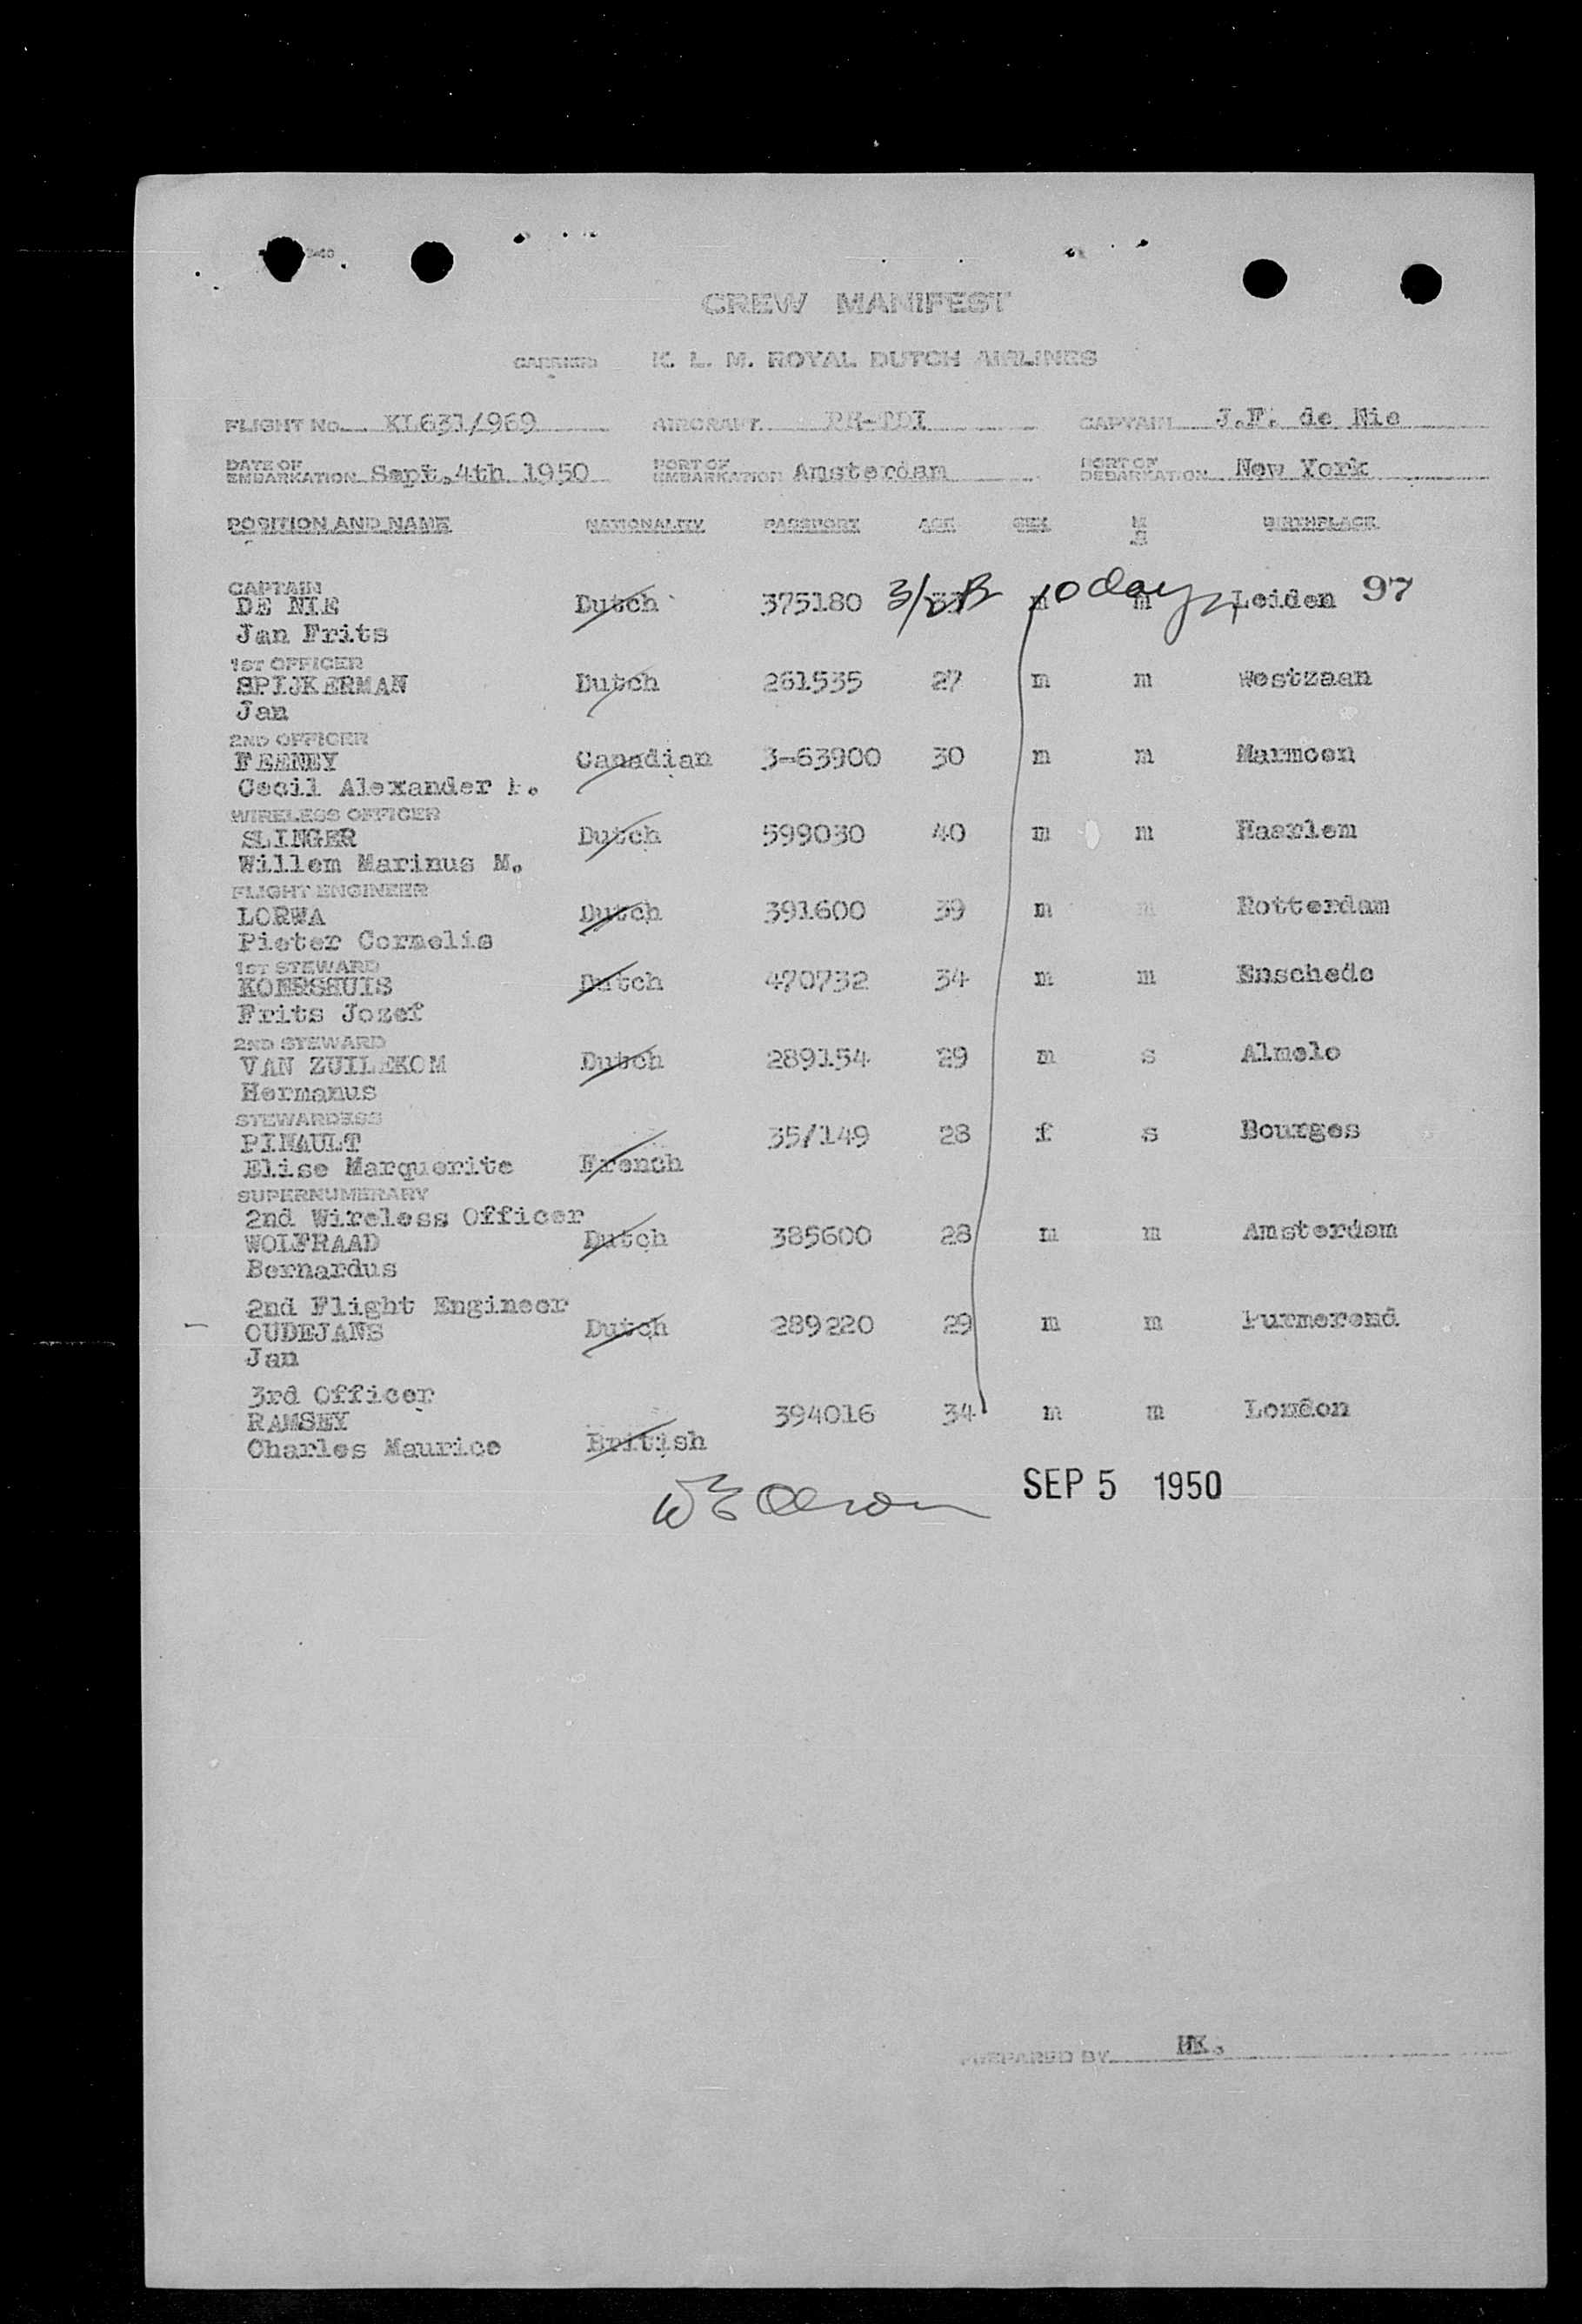 CREW MANIFEST
CARRIER K. L. M. ROYAL DUTCH AIRLINES
FLIGHT No. KL631/969 AIRCRAFT PH-TDI CAPTAIN J.F. de Nie
DATE OF EMBARKATION Sept.4th 1950 PORT OF EMBARKATION Amsterdam PORT OF DEBARKATION New York
POSITION AND NAME NATIONALITY PASSPORT AGE SEX M S BIRTHPLACE
CAPTAIN
DE NIE Dutch 375180 m m Leiden 97
10 days
Jan Frits
1ST OFFICER
SPIJKERMAN Dutch 261535 27 m m Westzaan
Jan
2ND OFFICER
FEENEY Canadian 3-63900 30 m m
Cecil Alexander
WIRELESS OFFICER
SLINGER Dutch 599030 40 m m Haarlem
Willem Marinus M.
FLIGHT ENGINEER
LORWA Dutch 391600 39 m m Rotterdam
Pieter Cornelis
1ST STEWARD
KOERSHUIS Dutch 470732 34 m m Enschede
Frits Jozef
2ND STEWARD
VAN ZUILEKOM Dutch 289154 29 m s Almelo
Hermanus
STEWARDESS
PINAULT 35/149 28 f s Bourges
Elise Marguerite French
SUPERNUMERARY
2nd Wireless Officer
WOLFRAAD Dutch 385600 28 m m Amsterdam
Bernardus
2nd Flight Engineer
OUDEJANS Dutch 289220 29 m m Purmerend
Jan
3rd Officer
RAMSEY 394016 34 m m London
Charles Maurice British
SEP 5 1950
PREPARED BY HK.